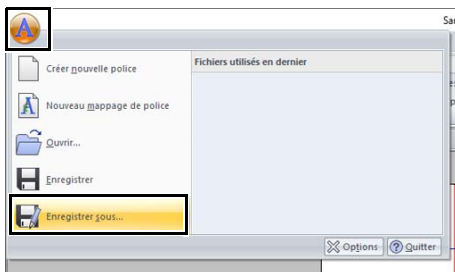 Sa
Créer nouvelle police
Fichiers utilisés en dernier
Nouveau mappage de police
Ouvrir...
Enregistrer
Enregistrer sous...
Options
Quitter